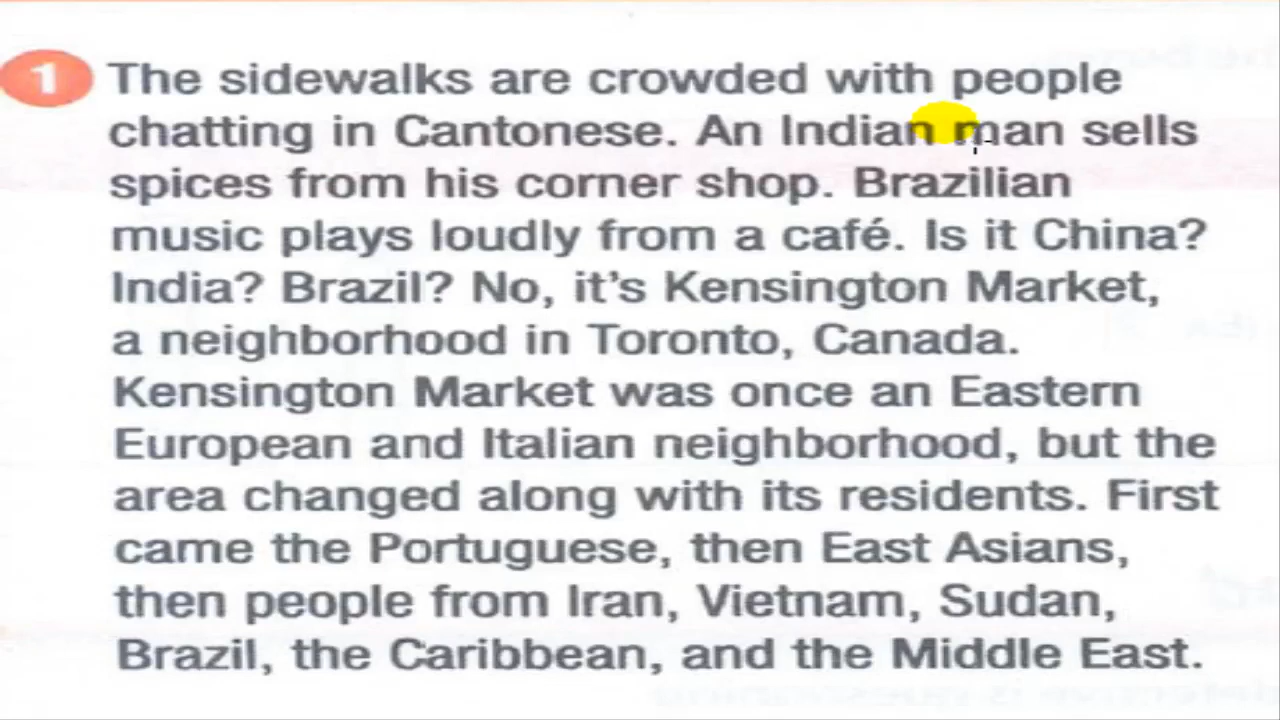 1 The sidewalks are crowded with people
chatting in Cantonese. An Indian man sells
spices from his corner shop. Brazilian
music plays loudly from a café. Is it China?
India? Brazil? No, it's Kensington Market,
a neighborhood in Toronto, Canada.
Kensington Market was once an Eastern
European and Italian neighborhood, but the
area changed along with its residents. First
came the Portuguese, then East Asians,
then people from Iran, Vietnam, Sudan,
Brazil, the Caribbean, and the Middle East.